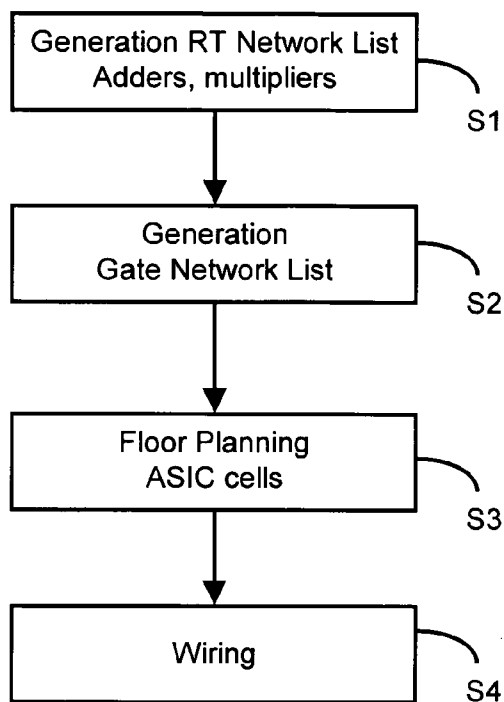 Generation RT Network List
Adders, multipliers
S1
Generation
Gate Network List
S2
Floor Planning
ASIC cells
S3
Wiring
S4